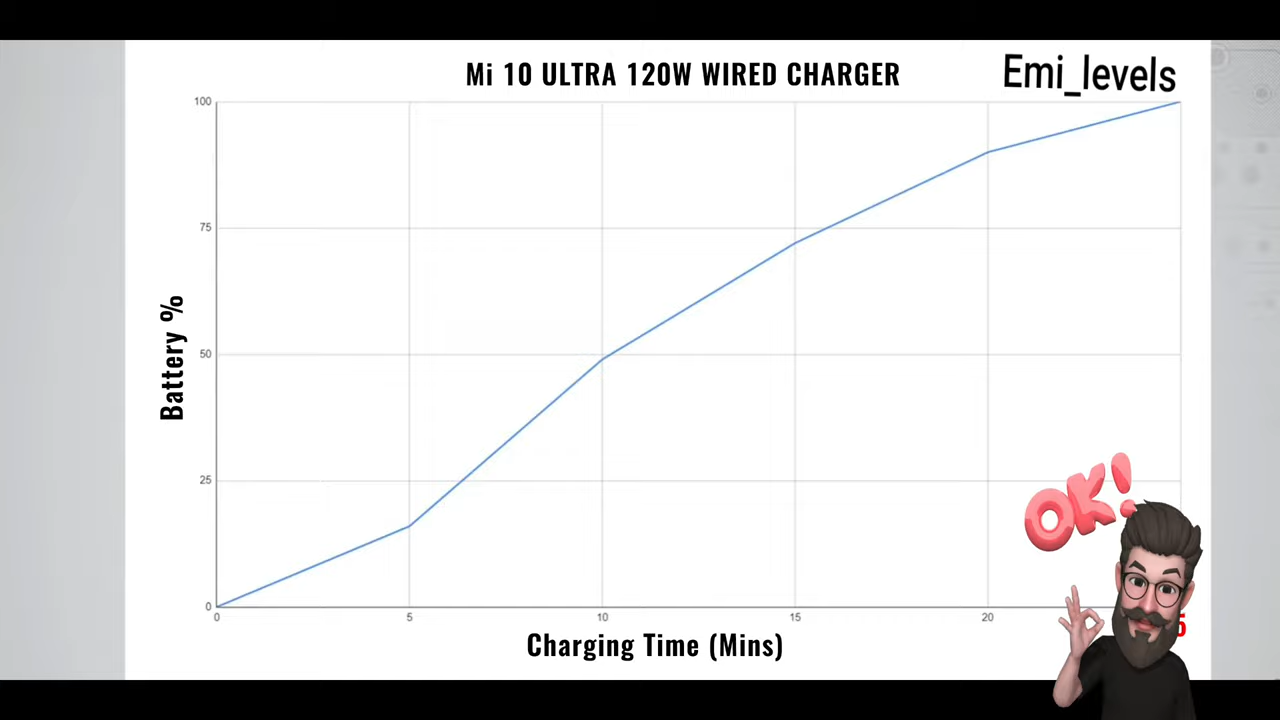 Mi 10 ULTRA 120W WIRED CHARGER
Emi_levels
100
75
50
25
0
Battery %
0 5 10 15 20 5
Charging Time (Mins)
OK!